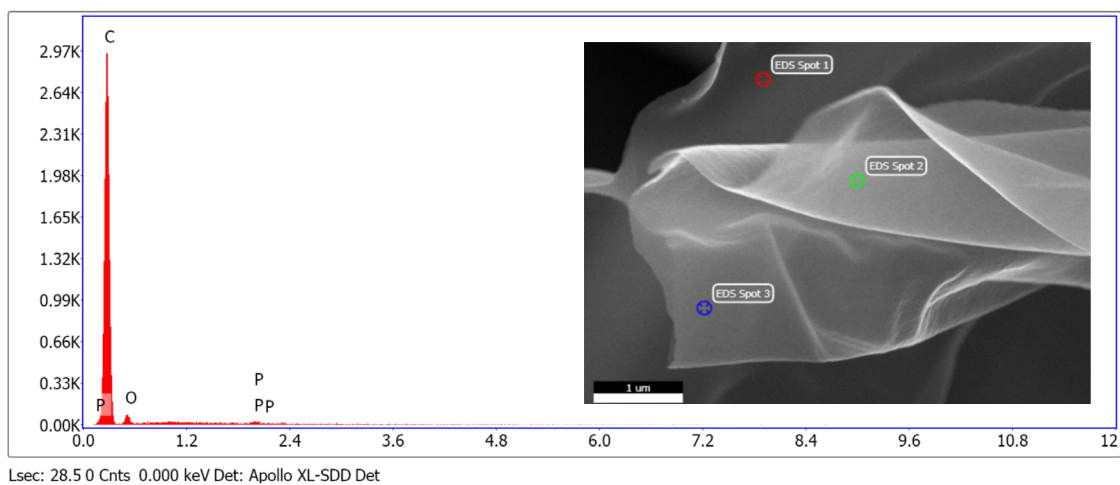 C
2.97K
2.64K
2.31K
1.98K
1.65K
1.32K
0.99K
0.66K
0.33K
0.00K
P
O
P
P P
0.0 1.2 2.4 3.6 4.8 6.0 7.2 8.4 9.6 10.8 12
EDS Spot 1
EDS Spot 2
EDS Spot 3
1 um
Lsec: 28.5 0 Cnts 0.000 keV Det: Apollo XL-SDD Det